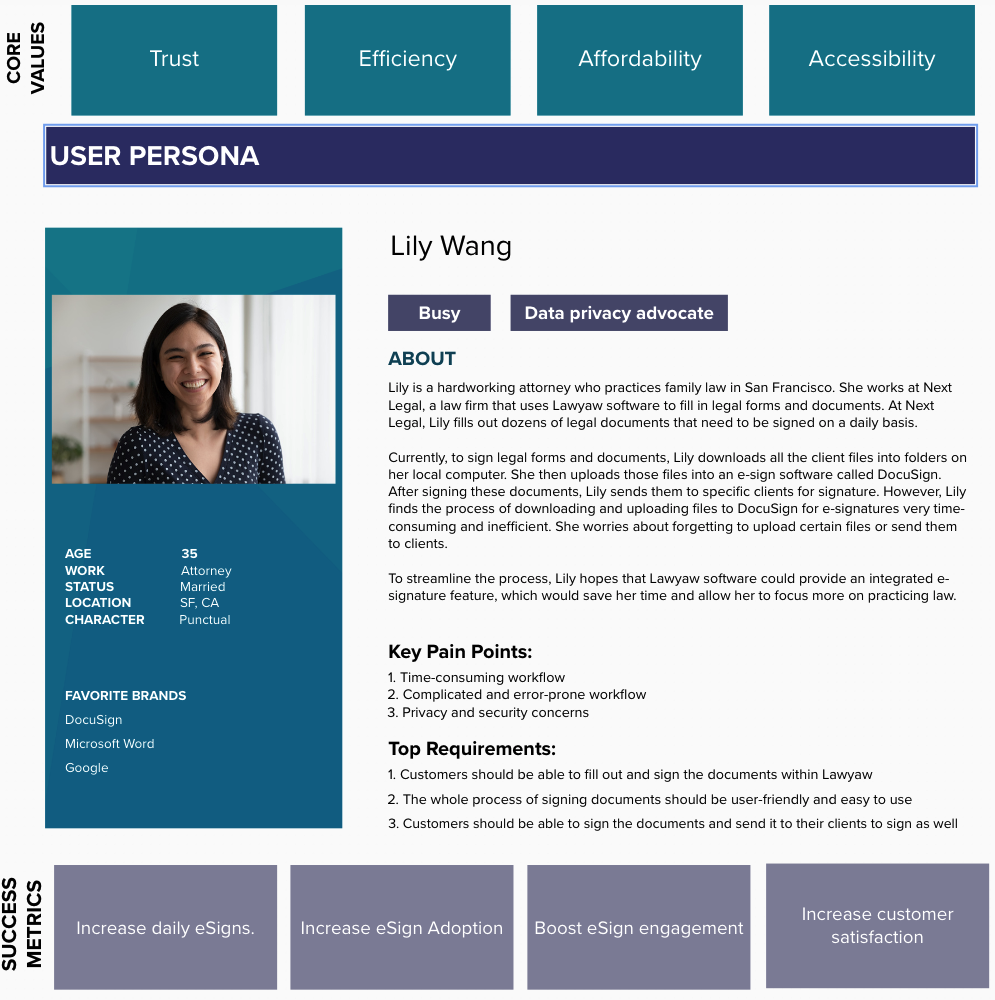 CORE
VALUES
Trust
Efficiency
Affordability
Accessibility
USER PERSONA
Lily Wang
Busy
Data privacy advocate
ABOUT
Lily is a hardworking attorney who practices family law in San Francisco. She works at Next
Legal, a law firm that uses Lawyaw software to fill in legal forms and documents. At Next
Legal, Lily fills out dozens of legal documents that need to be signed on a daily basis.
Currently, to sign legal forms and documents, Lily downloads all the client files into folders on
her local computer. She then uploads those files into an e-sign software called DocuSign.
After signing these documents, Lily sends them to specific clients for signature. However, Lily
finds the process of downloading and uploading files to DocuSign for e-signatures very time-
consuming and inefficient. She worries about forgetting to upload certain files or send them
to clients.
To streamline the process, Lily hopes that Lawyaw software could provide an integrated e-
signature feature, which would save her time and allow her to focus more on practicing law.
AGE 35
WORK Attorney
STATUS Married
LOCATION SF, CA
CHARACTER Punctual
FAVORITE BRANDS
DocuSign
Microsoft Word
Google
Key Pain Points:
1. Time-consuming workflow
2. Complicated and error-prone workflow
3. Privacy and security concerns
Top Requirements:
1. Customers should be able to fill out and sign the documents within Lawyaw
2. The whole process of signing documents should be user-friendly and easy to use
3. Customers should be able to sign the documents and send it to their clients to sign as well
SUCCESS
METRICS
Increase daily eSigns.
Increase eSign Adoption
Boost eSign engagement
Increase customer
satisfaction